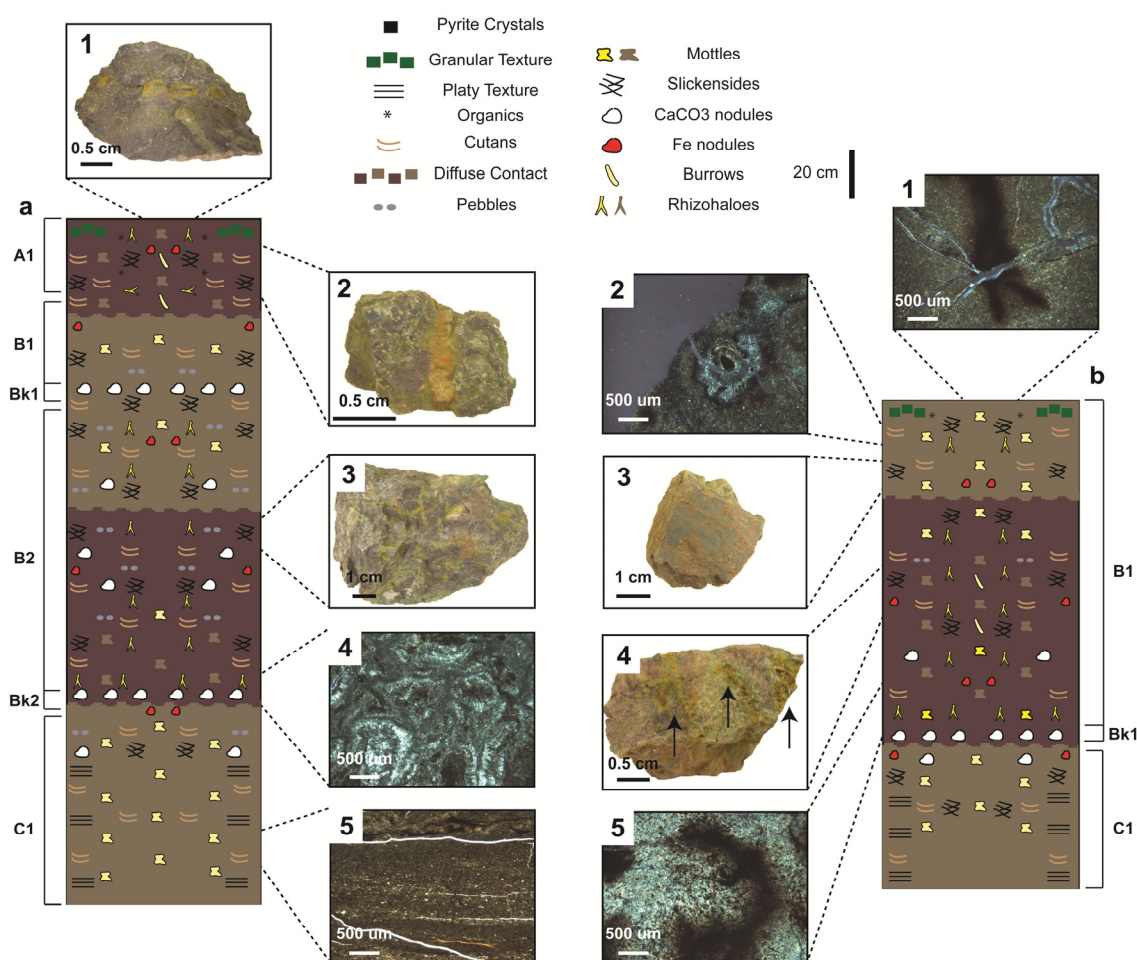 Pyrite Crystals
Granular Texture
Platy Texture
Organics
Cutans
Diffuse Contact
Pebbles
Mottles
Slickensides
CaCO3 nodules
Fe nodules
Burrows
Rhizohaloes
20 cm
a
A1
B1
Bk1
B2
Bk2
C1
1
0.5 cm
2
0.5 cm
3
1 cm
4
500 um
5
500 um
b
1
500 um
2
500 um
3
1 cm
4
0.5 cm
5
500 um
B1
Bk1
C1